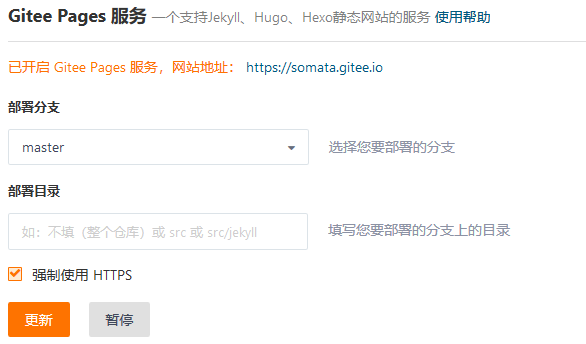 Gitee Pages 服务 一个支持Jekyll、Hugo、Hexo静态网站的服务 使用帮助
已开启 Gitee Pages 服务，网站地址： https://somata.gitee.io
部署分支
master 选择您要部署的分支
部署目录
如：不填（整个仓库）或 src 或 src/jekyll 填写您要部署的分支上的目录
强制使用 HTTPS
更新 暂停